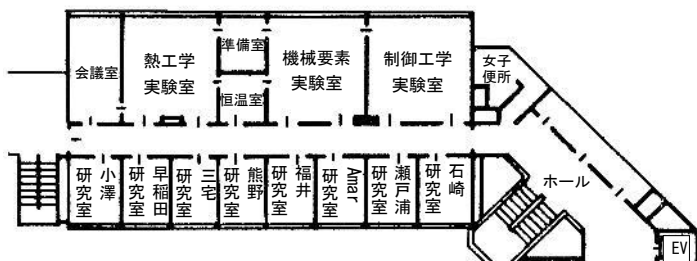 会議室
熱工学
実験室
準備室
恒温室
機械要素
実験室
制御工学
実験室
女子
便所
小澤
研究室
早稲田
研究室
三宅
研究室
熊野
研究室
福井
研究室
Amar
研究室
瀬戸浦
研究室
石崎
研究室
ホール
EV